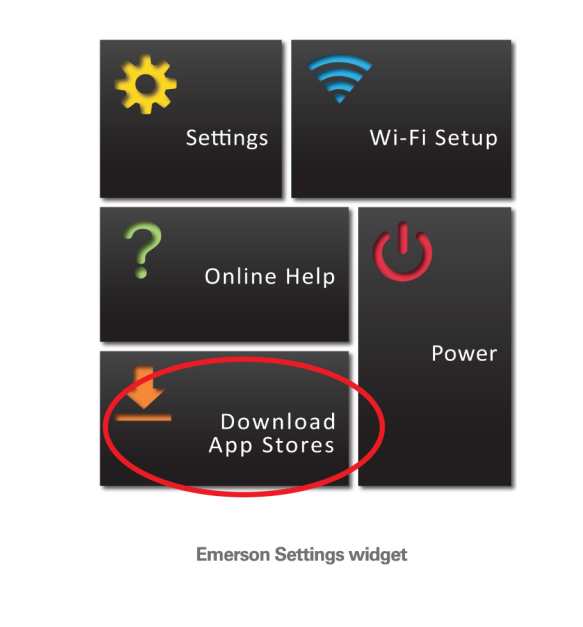 Settings
Wi-Fi Setup
Online Help
Power
Download
App Stores
Emerson Settings widget